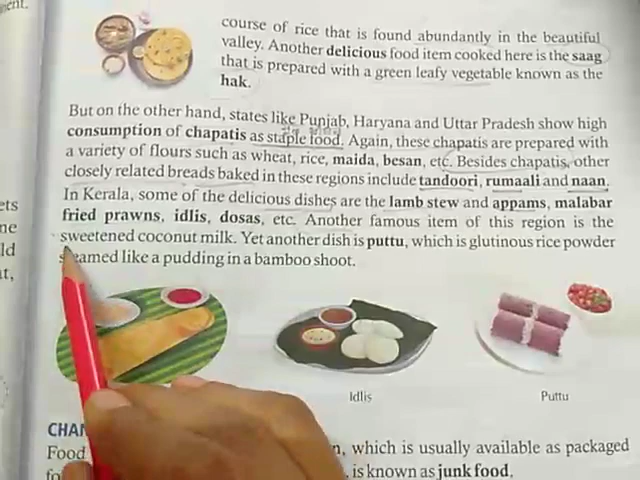 ent.
course of rice that is found abundantly in the beautiful
valley. Another delicious food item cooked here is the saag
that is prepared with a green leafy vegetable known as the
hak.
But on the other hand, states like Punjab, Haryana and Uttar Pradesh show high
consumption of chapatis as staple food. Again, these chapatis are prepared with
a variety of flours such as wheat, rice, maida, besan, etc. Besides chapatis, other
closely related breads baked in these regions include tandoori, rumaali and naan.
In Kerala, some of the delicious dishes are the lamb stew and appams, malabar
fried prawns, idlis, dosas, etc. Another famous item of this region is the
sweetened coconut milk. Yet another dish is puttu, which is glutinous rice powder
steamed like a pudding in a bamboo shoot.
ets
ne
ld
at,
Idlis
Puttu
CHAN
Food
, which is usually available as packaged
, is known as junk food,